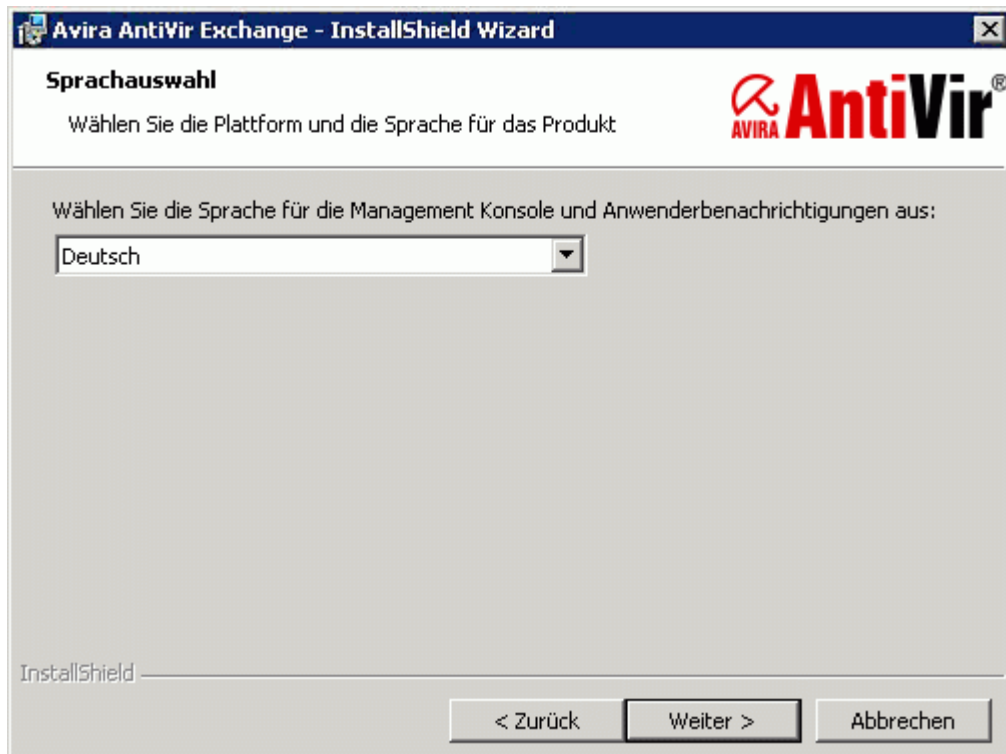 Avira AntiVir Exchange - InstallShield Wizard
Sprachauswahl
Wählen Sie die Plattform und die Sprache für das Produkt
AVIRA AntiVir®
Wählen Sie die Sprache für die Management Konsole und Anwenderbenachrichtigungen aus:
Deutsch
InstallShield
< Zurück
Weiter >
Abbrechen